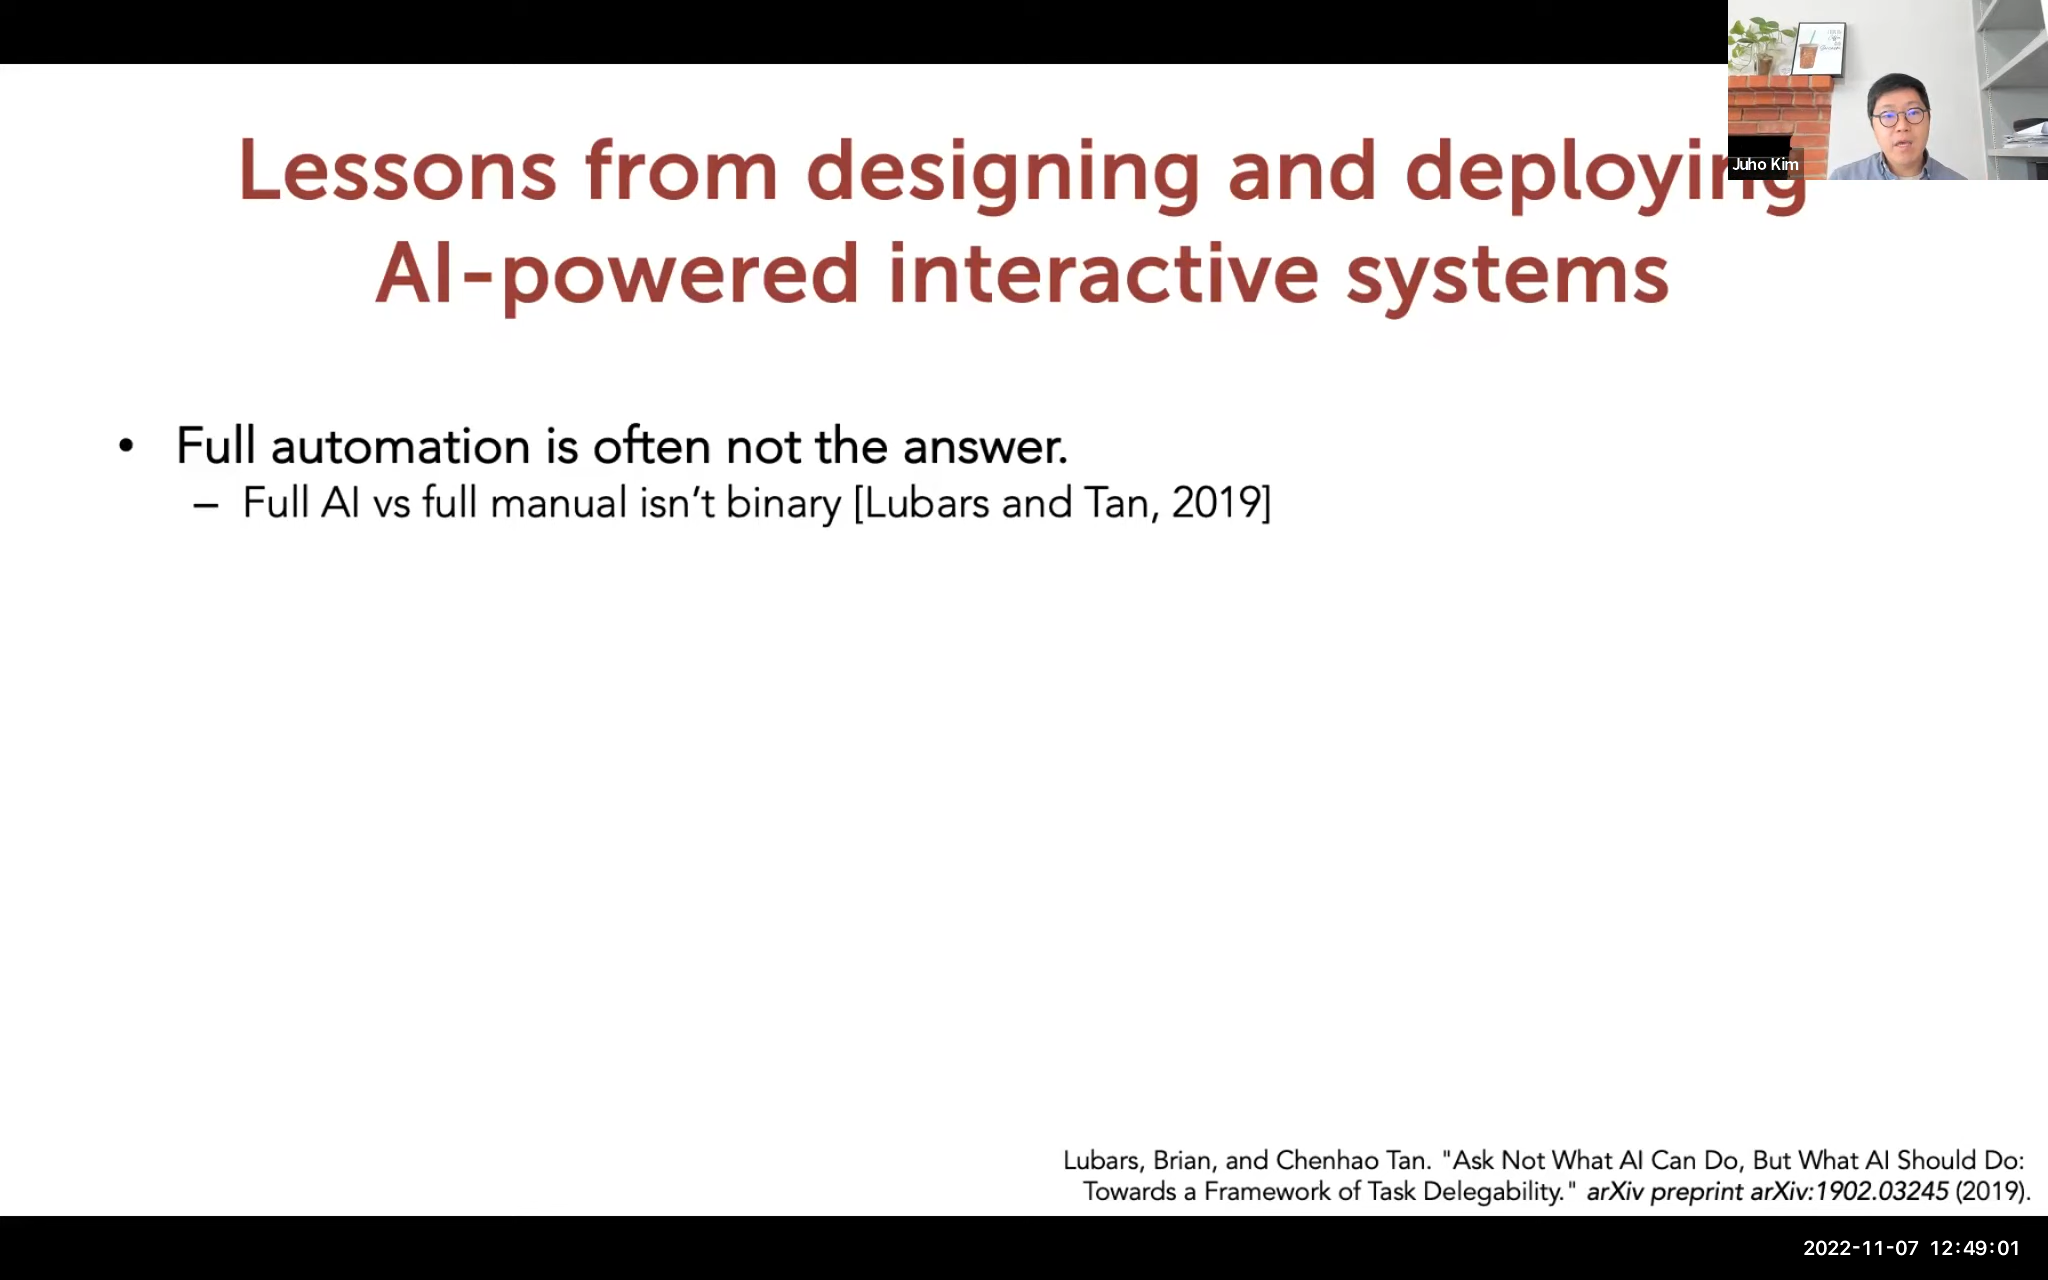 Lessons from designing and deploying
AI-powered interactive systems
Juho Kim
• Full automation is often not the answer.
– Full AI vs full manual isn't binary [Lubars and Tan, 2019]
Lubars, Brian, and Chenhao Tan. "Ask Not What AI Can Do, But What AI Should Do:
Towards a Framework of Task Delegability." arXiv preprint arXiv:1902.03245 (2019).
2022-11-07 12:49:01